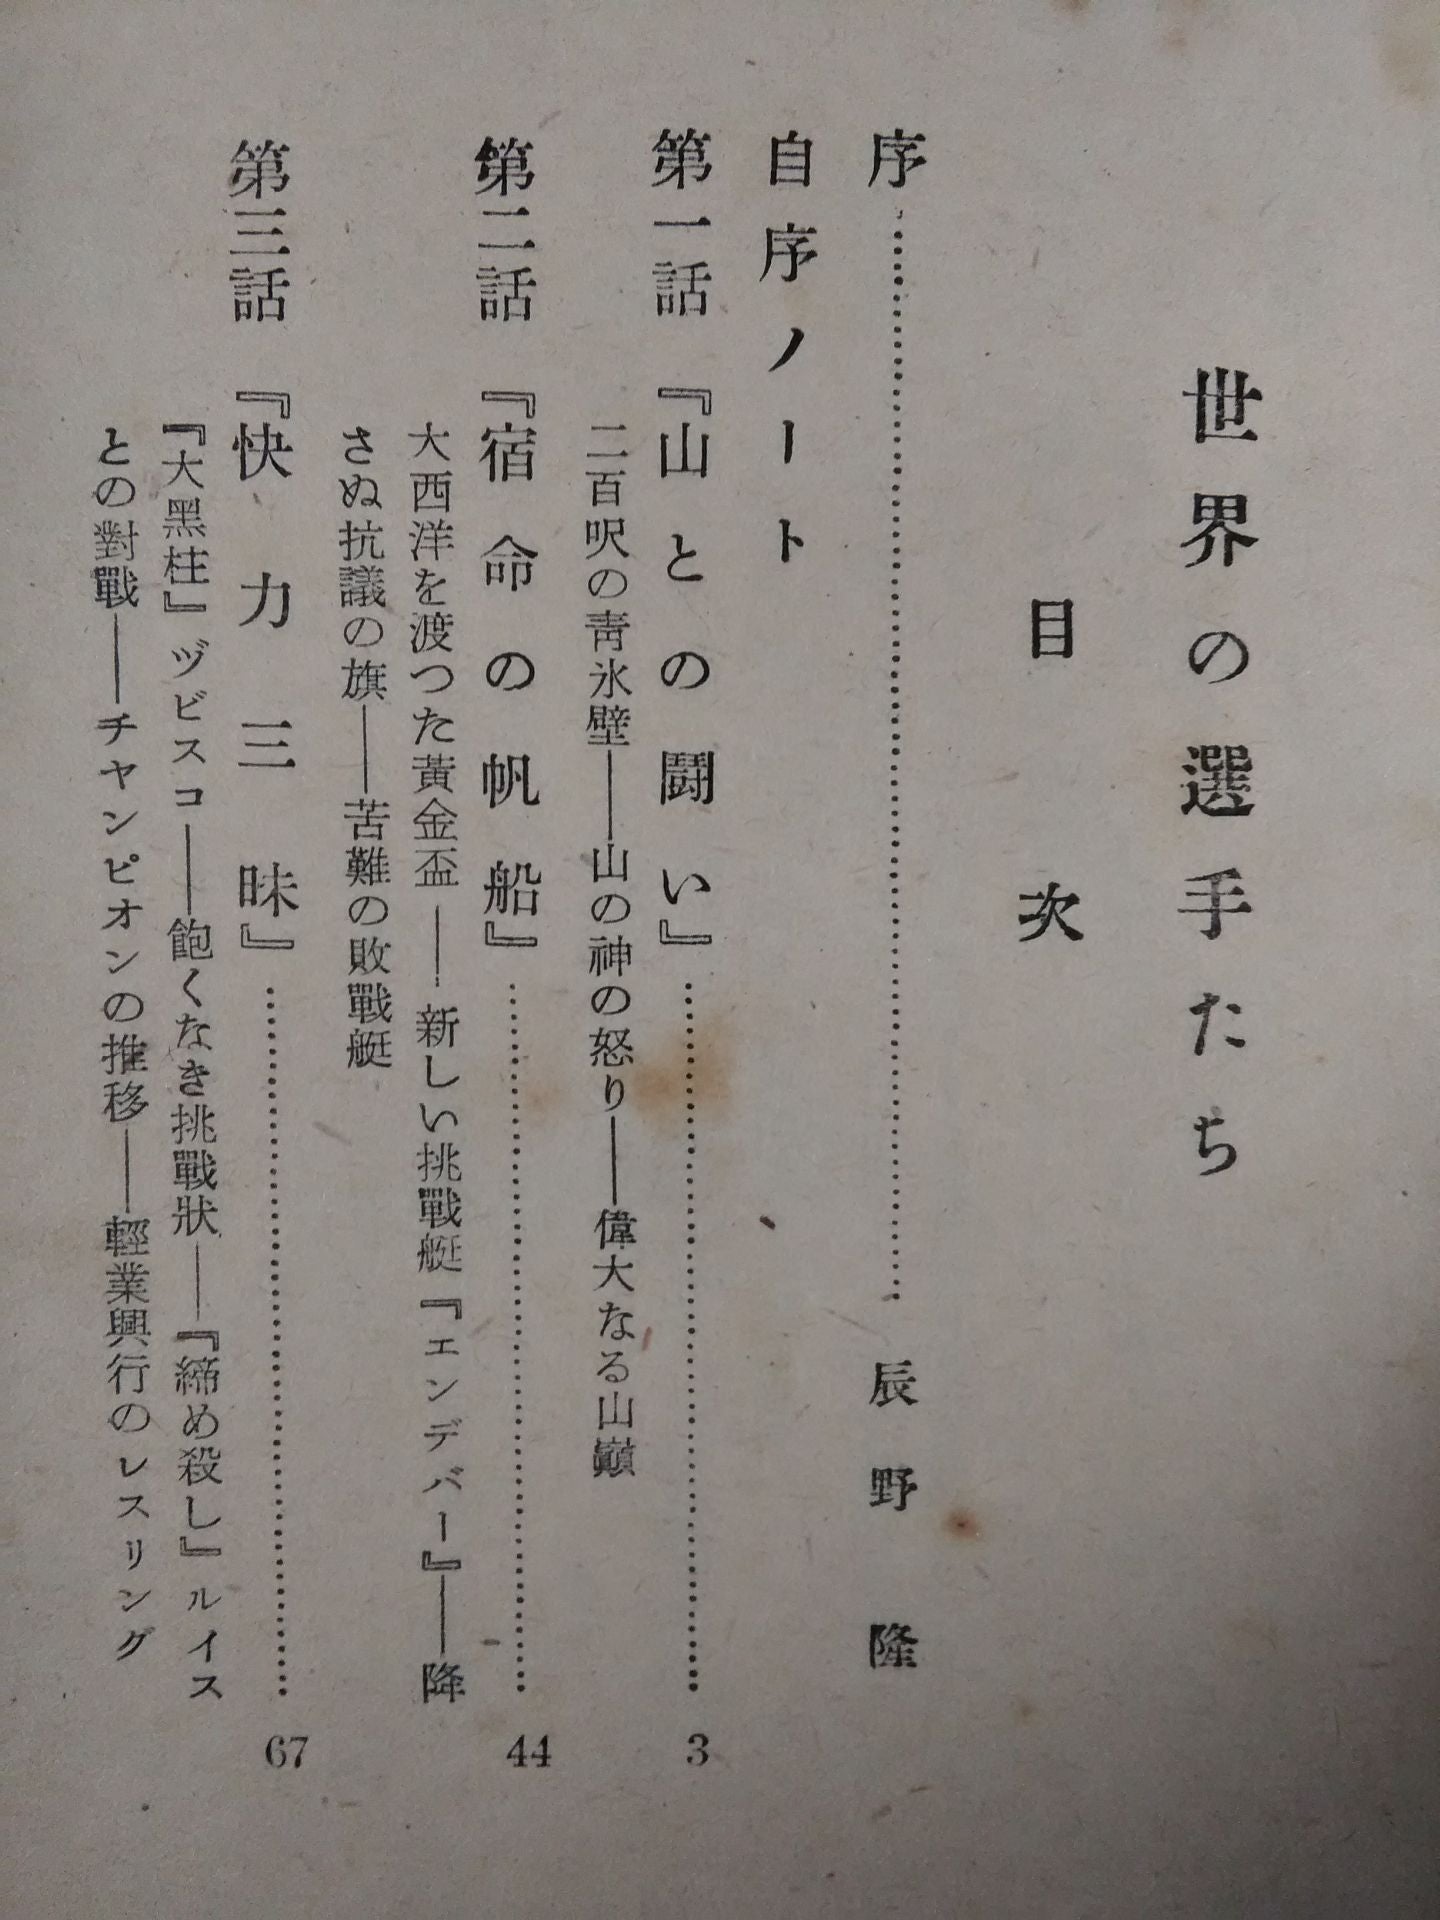 世界の選手たち
目次
序……………………………辰野隆
自序ノート
第一話『山との闘い』……………………………3
二百呎の靑氷壁――山の神の怒り――偉大なる山巓
第二話『宿命の帆船』……………………………44
大西洋を渡つた黃金盃――新しい挑戰艇『エンデバー』――降
さぬ抗議の旗――苦難の敗戰艇
第三話『快力三昧』……………………………67
『大黑柱』ヅビスコ――飽くなき挑戰狀――『締め殺し』ルイス
との對戰――チヤンピオンの推移――輕業興行のレスリング